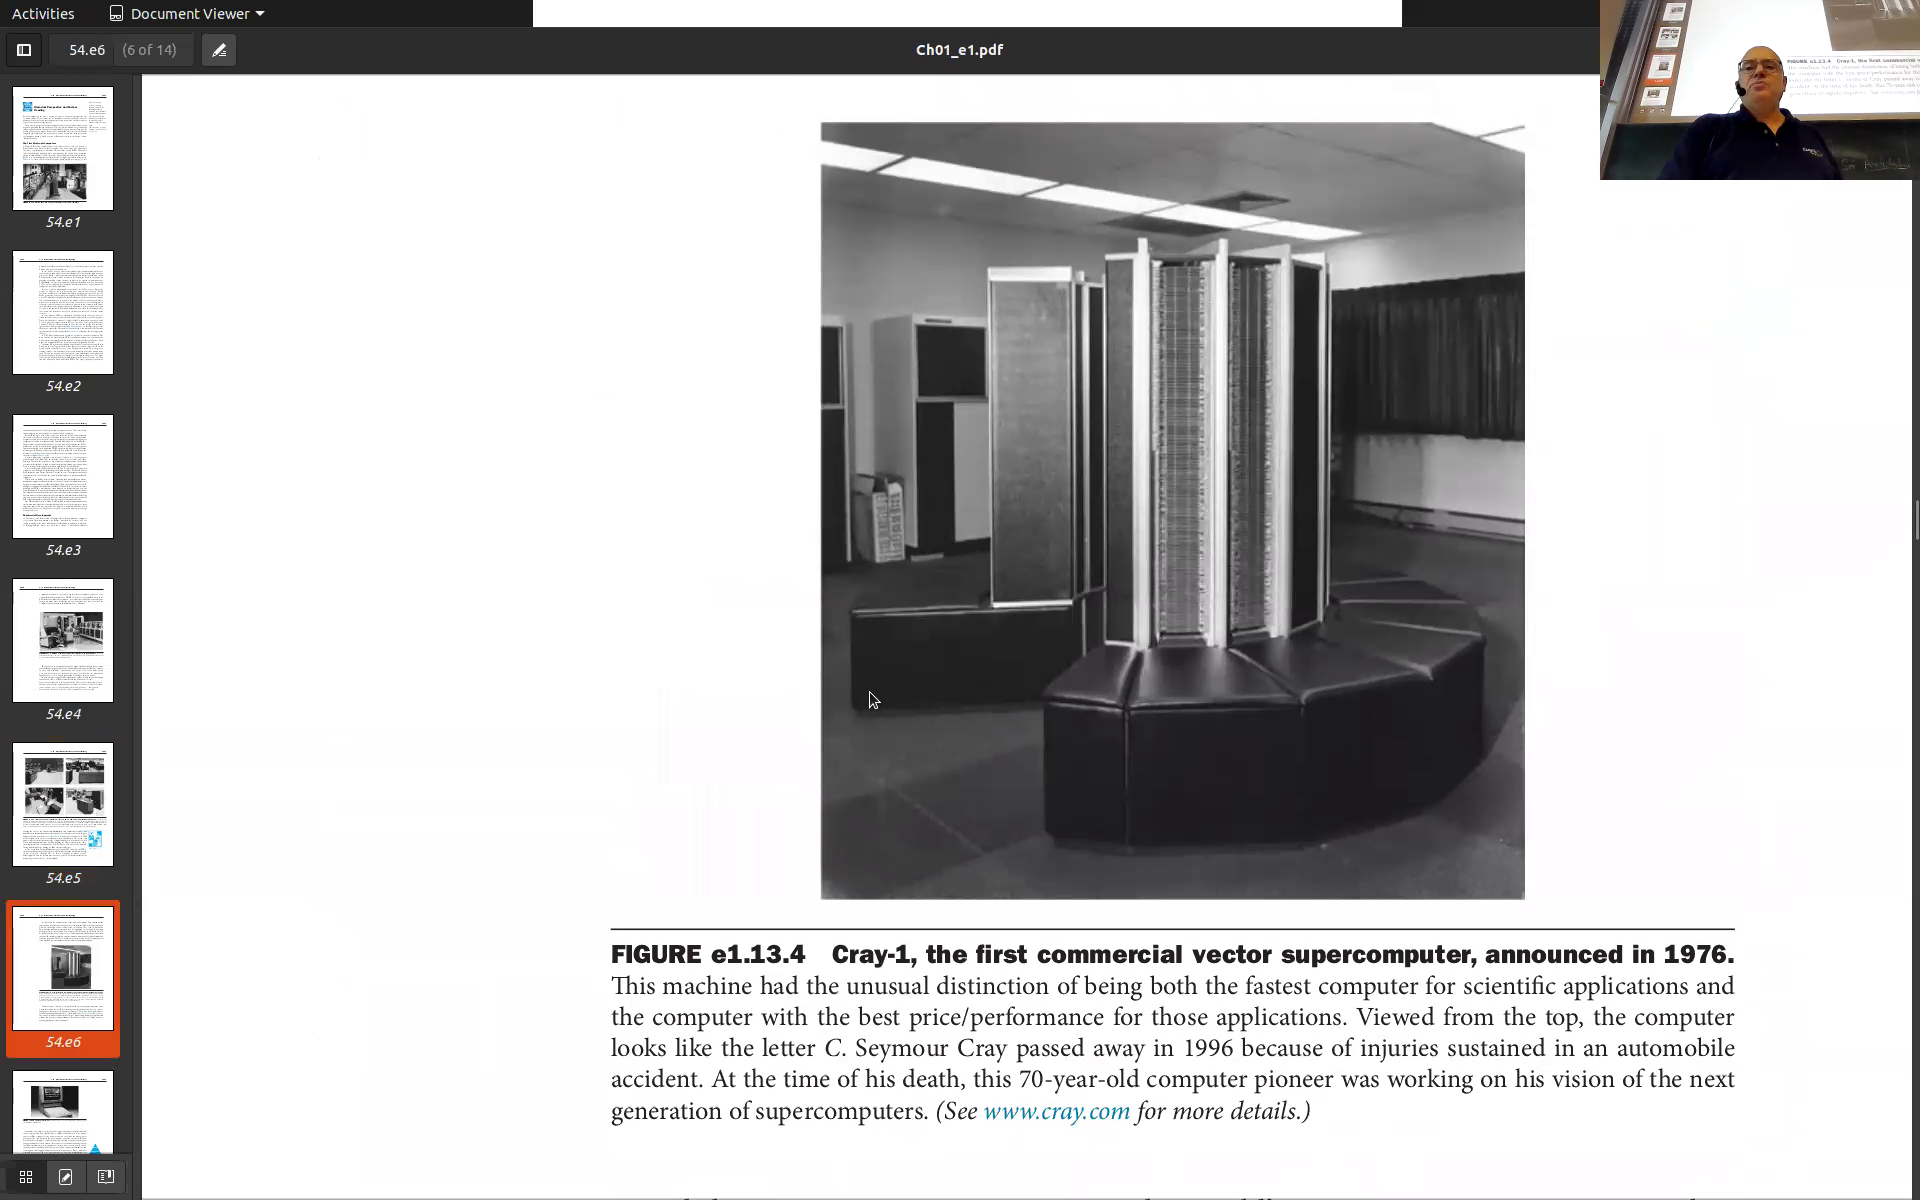 Activities
Document Viewer
54.e6 (6 of 14)
Ch01_e1.pdf
54.e1
54.e2
54.e3
54.e4
54.e5
54.e6
FIGURE e1.13.4 Cray-1, the first commercial vector supercomputer, announced in 1976.
This machine had the unusual distinction of being both the fastest computer for scientific applications and
the computer with the best price/performance for those applications. Viewed from the top, the computer
looks like the letter C. Seymour Cray passed away in 1996 because of injuries sustained in an automobile
accident. At the time of his death, this 70-year-old computer pioneer was working on his vision of the next
generation of supercomputers. (See www.cray.com for more details.)